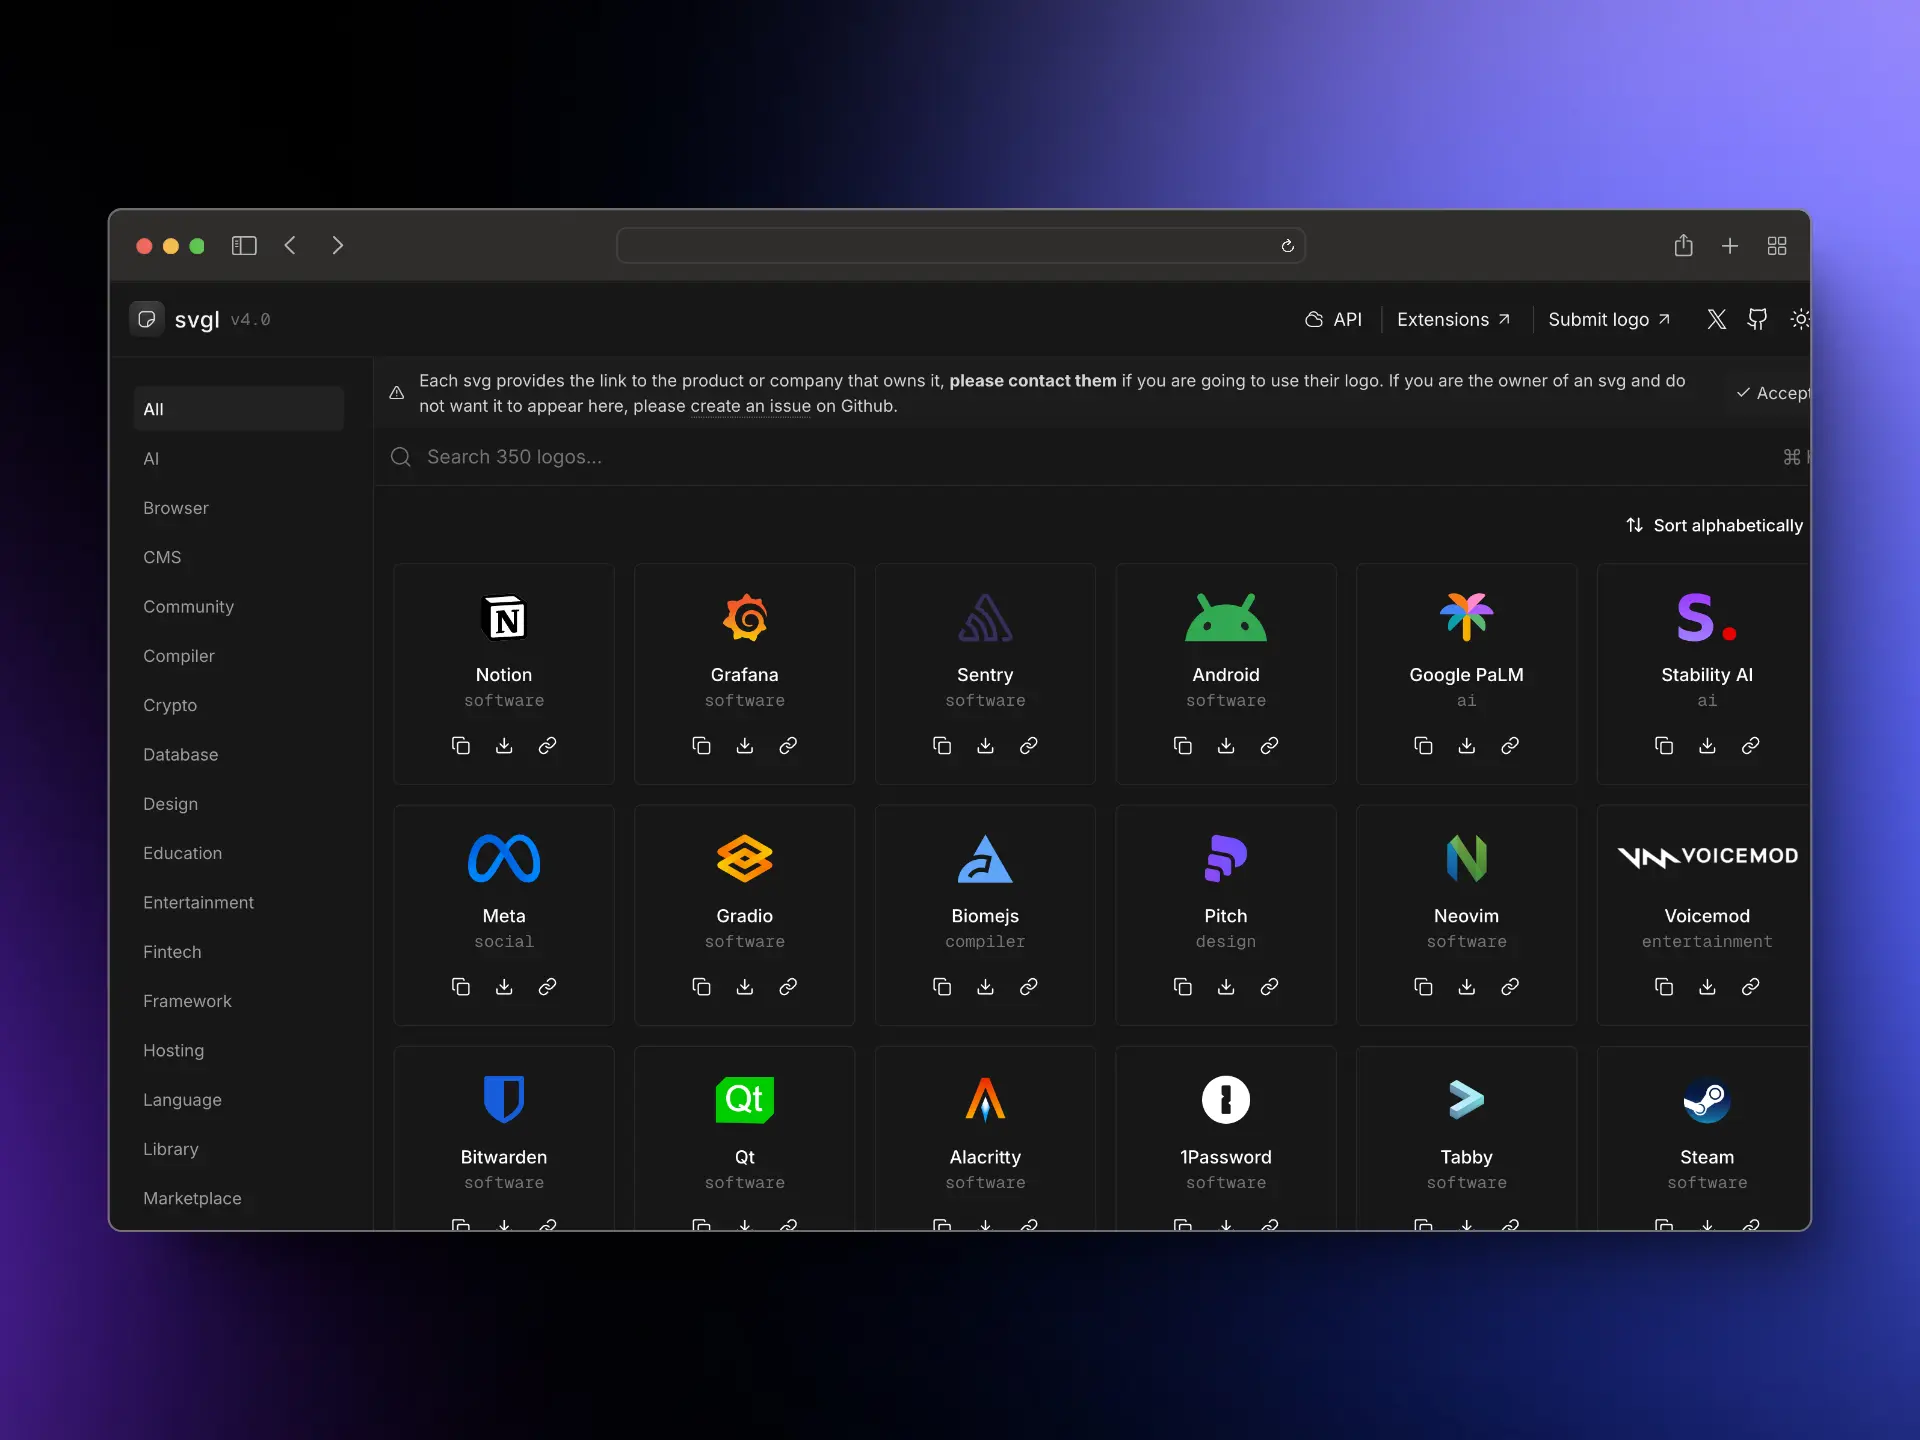 svgl v4.0
API
Extensions
Submit logo
Each svg provides the link to the product or company that owns it, please contact them if you are going to use their logo. If you are the owner of an svg and do
not want it to appear here, please create an issue on Github.
Accept
Search 350 logos...
⌘
Sort alphabetically
All
AI
Browser
CMS
Community
Compiler
Crypto
Database
Design
Education
Entertainment
Fintech
Framework
Hosting
Language
Library
Marketplace
N
Notion
software
Grafana
software
Sentry
software
Android
software
Google PaLM
ai
S.
Stability AI
ai
Meta
social
Gradio
software
Biomejs
compiler
Pitch
design
Neovim
software
VOICEMOD
Voicemod
entertainment
Bitwarden
software
Qt
Qt
software
Alacritty
software
1Password
software
Tabby
software
Steam
software